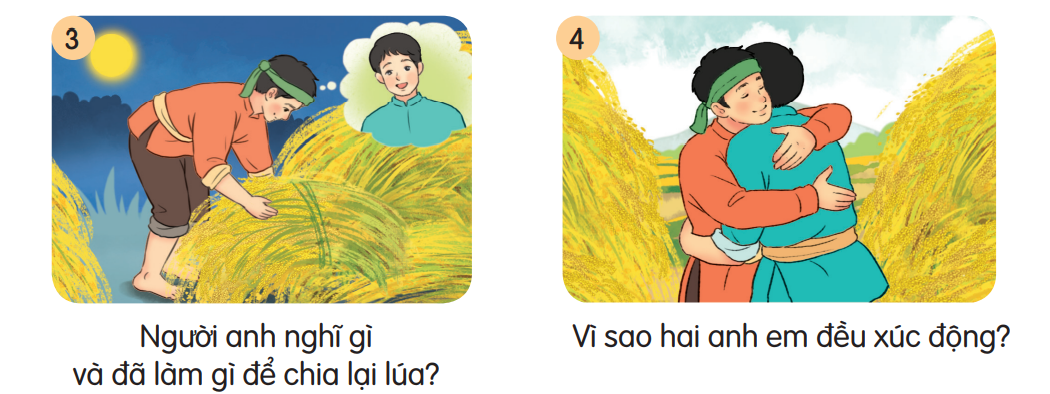 3
Người anh nghĩ gì
và đã làm gì để chia lại lúa?
4
Vì sao hai anh em đều xúc động?